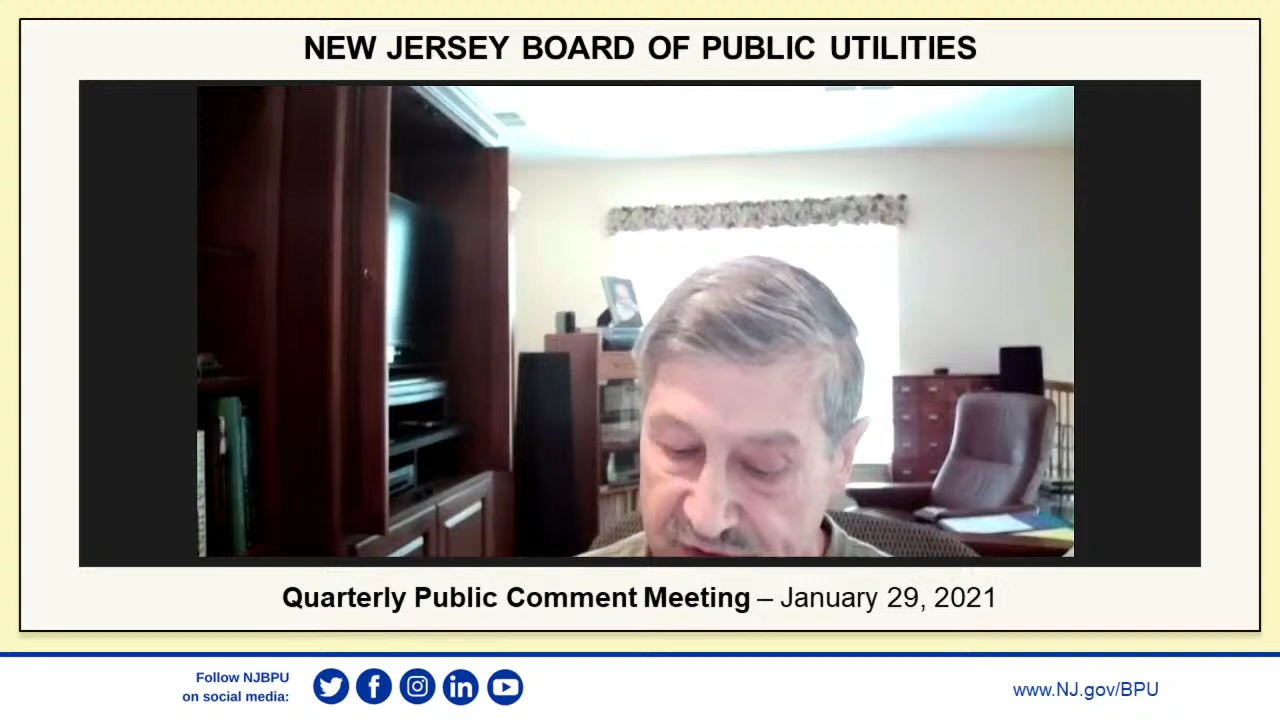 NEW JERSEY BOARD OF PUBLIC UTILITIES
Quarterly Public Comment Meeting – January 29, 2021
Follow NJBPU
on social media:
www.NJ.gov/BPU